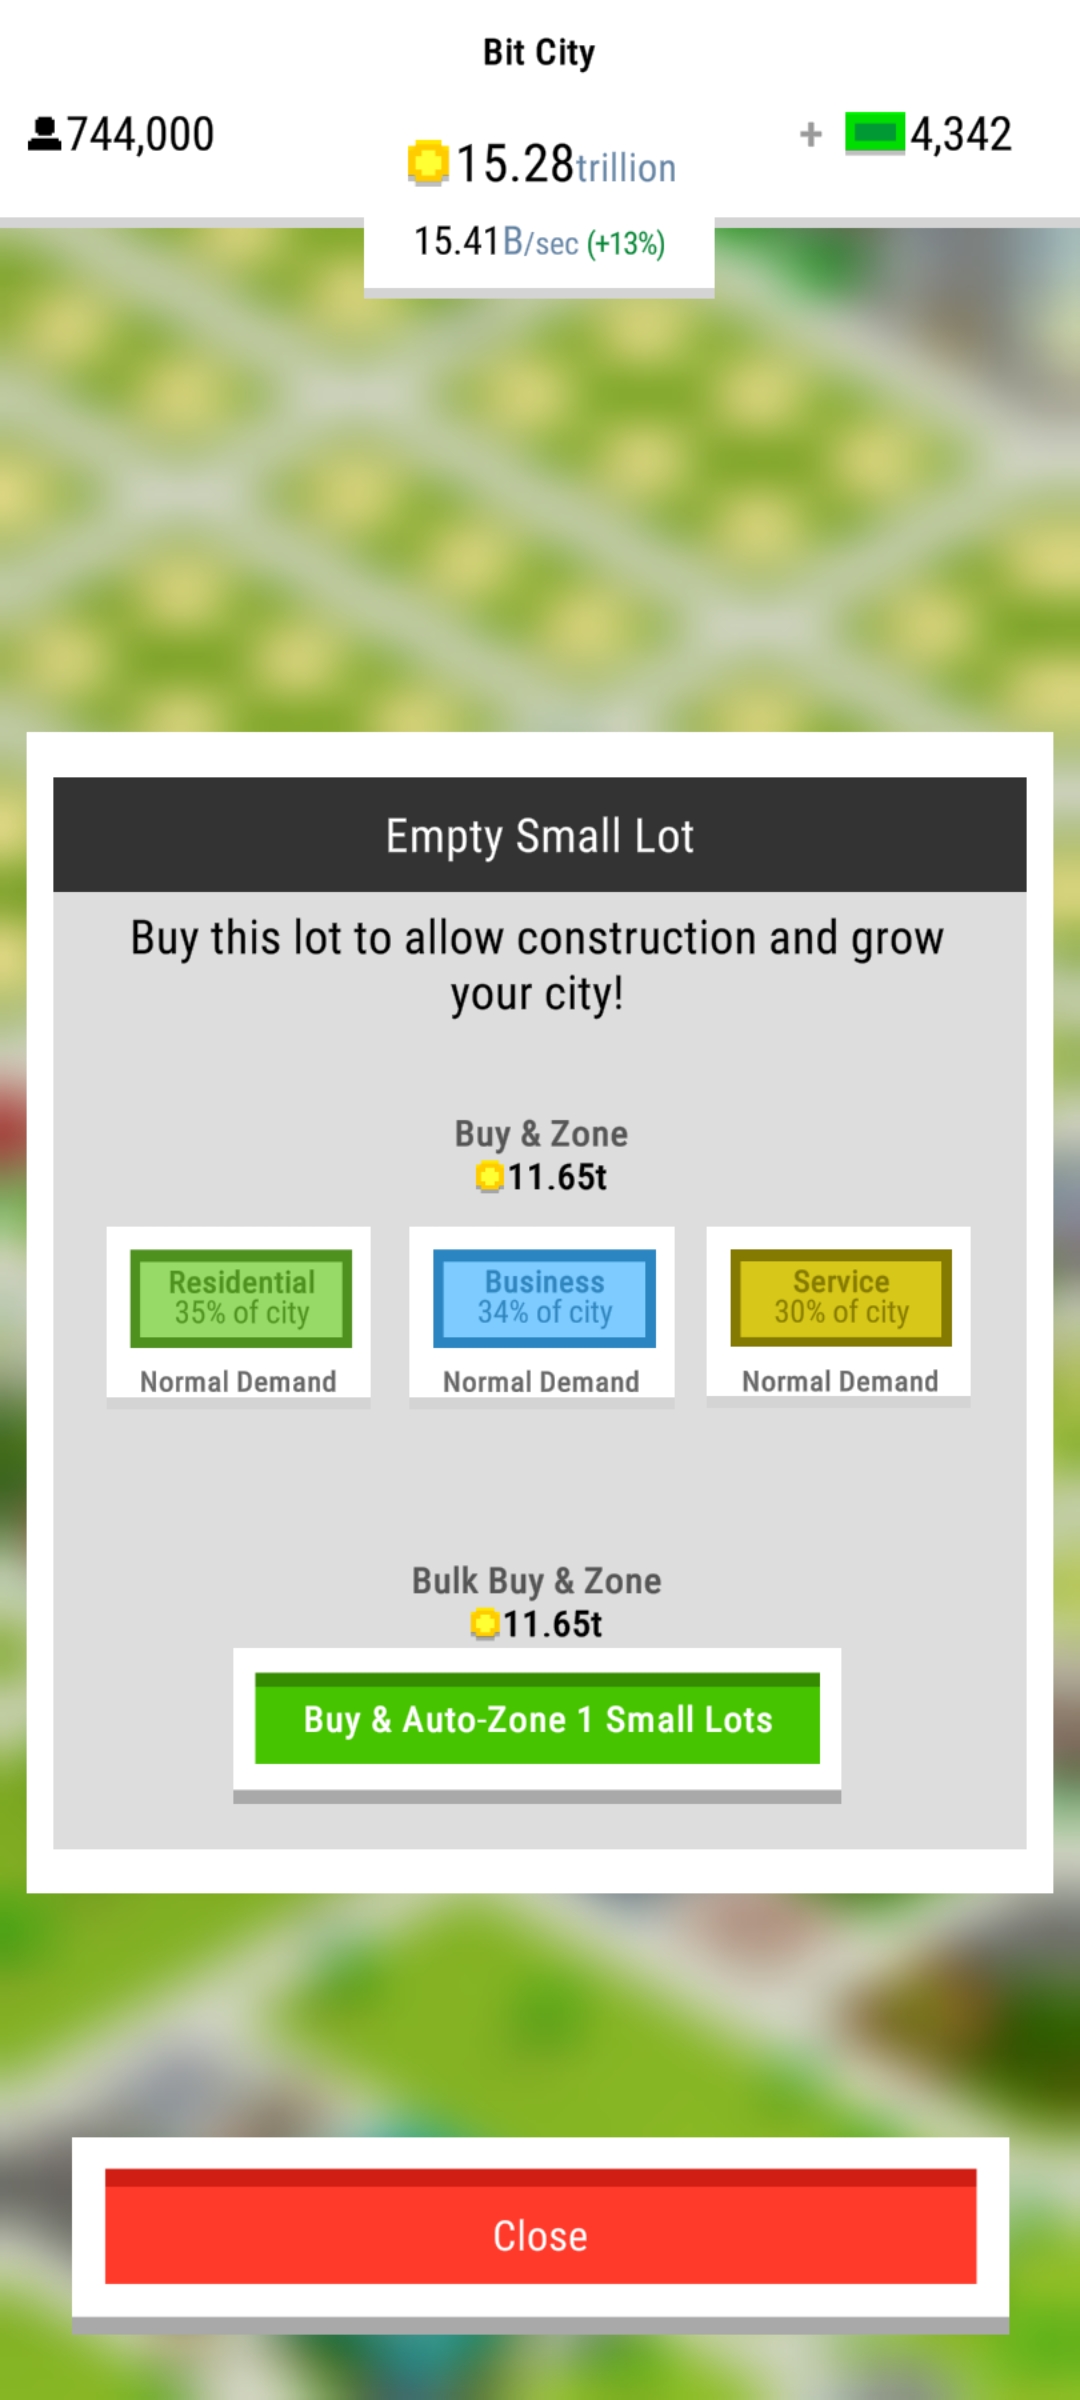 Bit City
744,000
15.28trillion
+ 4,342
15.41B/sec (+13%)
Empty Small Lot
Buy this lot to allow construction and grow
your city!
Buy & Zone
11.65t
Residential
35% of city
Normal Demand
Business
34% of city
Normal Demand
Service
30% of city
Normal Demand
Bulk Buy & Zone
11.65t
Buy & Auto-Zone 1 Small Lots
Close